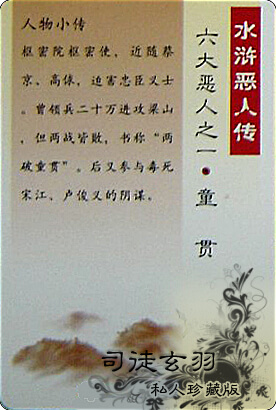 水浒恶人传
六大恶人之一•童贯
人物小传
枢密院枢密使，近随蔡
京、高俅，迫害忠臣义士
。曾领兵二十万进攻梁山
，但两战皆败，书称“两
破童贯”。后又参与毒死
宋江、卢俊义的阴谋。
司徒玄羽
私人珍藏版